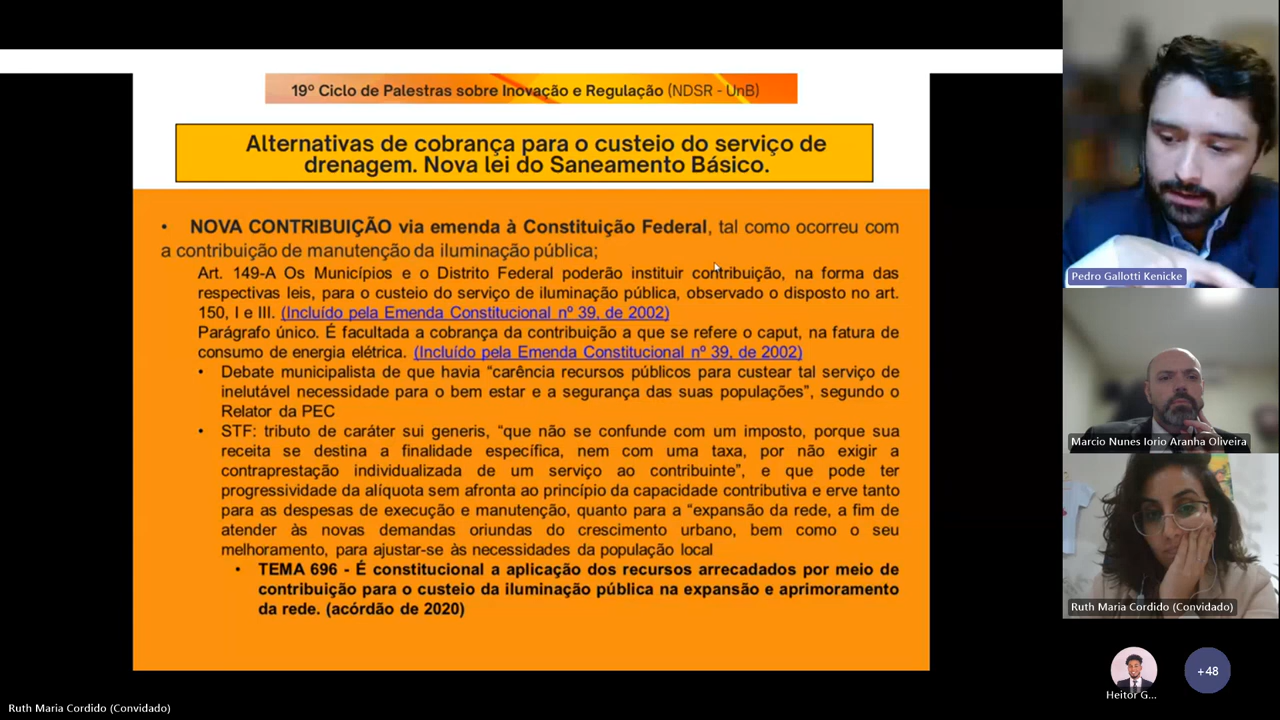 19º Ciclo de Palestras sobre Inovação e Regulação (NDSR - UnB)
Alternativas de cobrança para o custeio do serviço de
drenagem. Nova lei do Saneamento Básico.
• NOVA CONTRIBUIÇÃO via emenda à Constituição Federal, tal como ocorreu com
a contribuição de manutenção da iluminação pública;
Art. 149-A Os Municípios e o Distrito Federal poderão instituir contribuição, na forma das
respectivas leis, para o custeio do serviço de iluminação pública, observado o disposto no art.
150, I e III. (Incluído pela Emenda Constitucional nº 39, de 2002)
Parágrafo único. É facultada a cobrança da contribuição a que se refere o caput, na fatura de
consumo de energia elétrica. (Incluído pela Emenda Constitucional nº 39, de 2002)
• Debate municipalista de que havia “carência recursos públicos para custear tal serviço de
inelutável necessidade para o bem estar e a segurança das suas populações”, segundo o
Relator da PEC
• STF: tributo de caráter sui generis, “que não se confunde com um imposto, porque sua
receita se destina a finalidade específica, nem com uma taxa, por não exigir a
contraprestação individualizada de um serviço ao contribuinte”, e que pode ter
progressividade da alíquota sem afronta ao princípio da capacidade contributiva e erve tanto
para as despesas de execução e manutenção, quanto para a “expansão da rede, a fim de
atender às novas demandas oriundas do crescimento urbano, bem como o seu
melhoramento, para ajustar-se às necessidades da população local
• TEMA 696 - É constitucional a aplicação dos recursos arrecadados por meio de
contribuição para o custeio da iluminação pública na expansão e aprimoramento
da rede. (acórdão de 2020)
Pedro Gallotti Kenicke
Marcio Nunes Iorio Aranha Oliveira
Ruth Maria Cordido (Convidado)
Heitor G...
+48
Ruth Maria Cordido (Convidado)